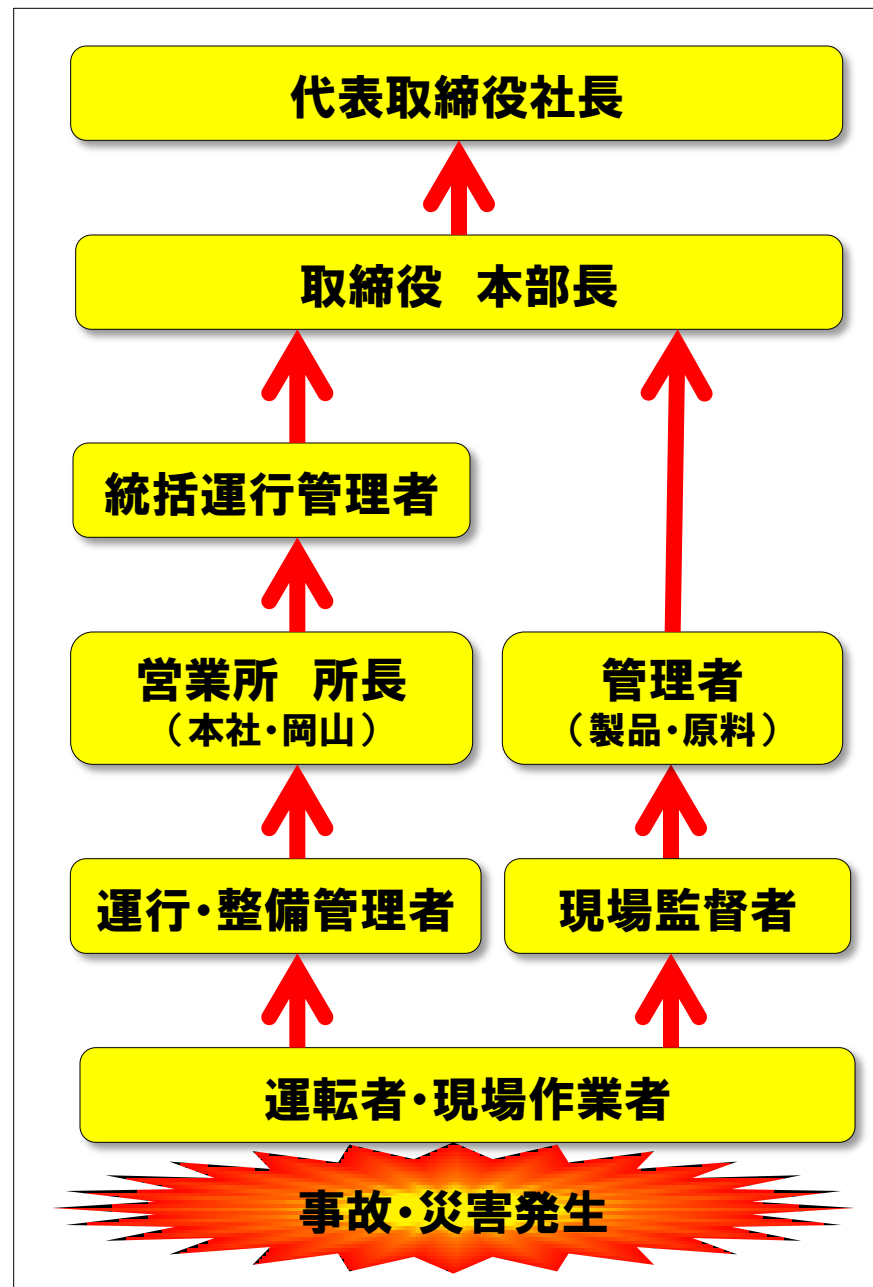 代表取締役社長
取締役　本部長
統括運行管理者
営業所　所長
（本社・岡山）
管理者
（製品・原料）
運行・整備管理者
現場監督者
運転者・現場作業者
事故・災害発生